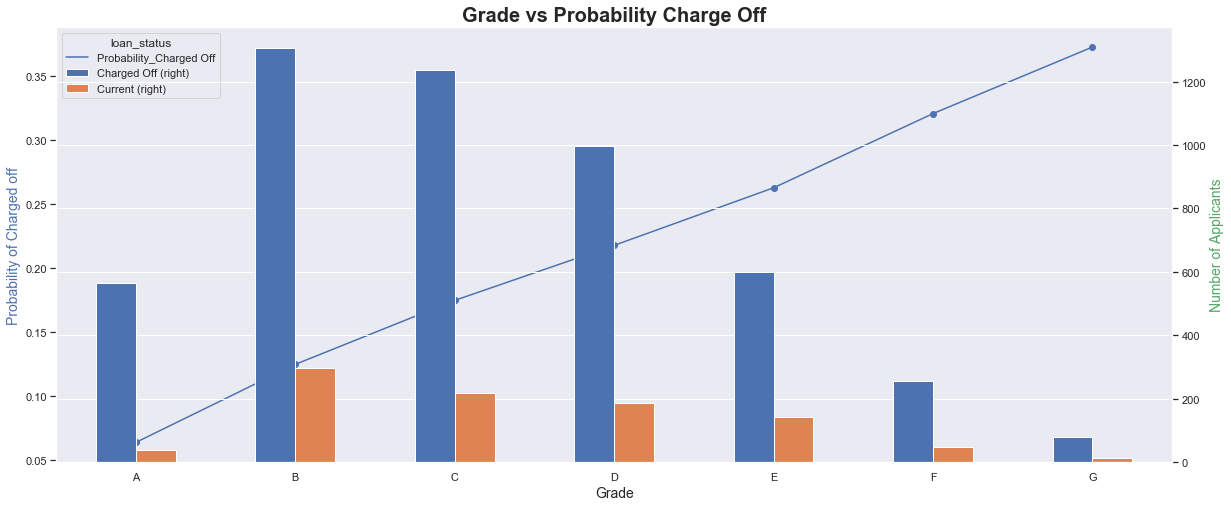 Grade vs Probability Charge Off
loan_status
Probability_Charged Off
Charged Off (right)
Current (right)
Probability of Charged off
0.35
0.30
0.25
0.20
0.15
0.10
0.05
1200
1000
800
600
400
200
0
Number of Applicants
A B C D E F G
Grade